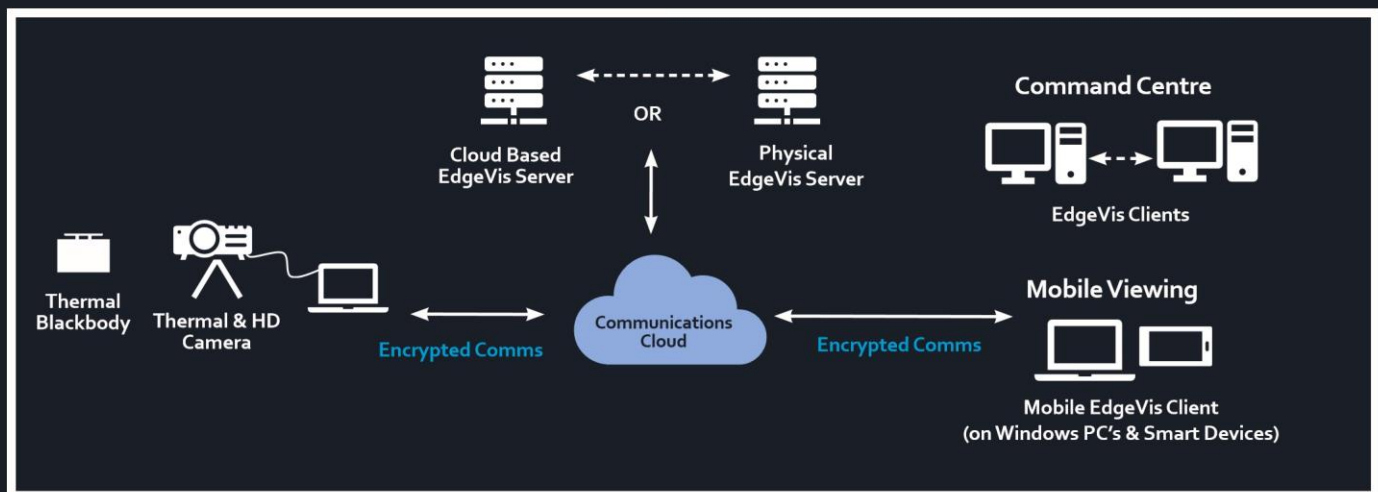 Cloud Based
EdgeVis Server
OR
Physical
EdgeVis Server
Command Centre
EdgeVis Clients
Thermal
Blackbody
Thermal & HD
Camera
Encrypted Comms
Communications
Cloud
Encrypted Comms
Mobile Viewing
Mobile EdgeVis Client
(on Windows PC's & Smart Devices)